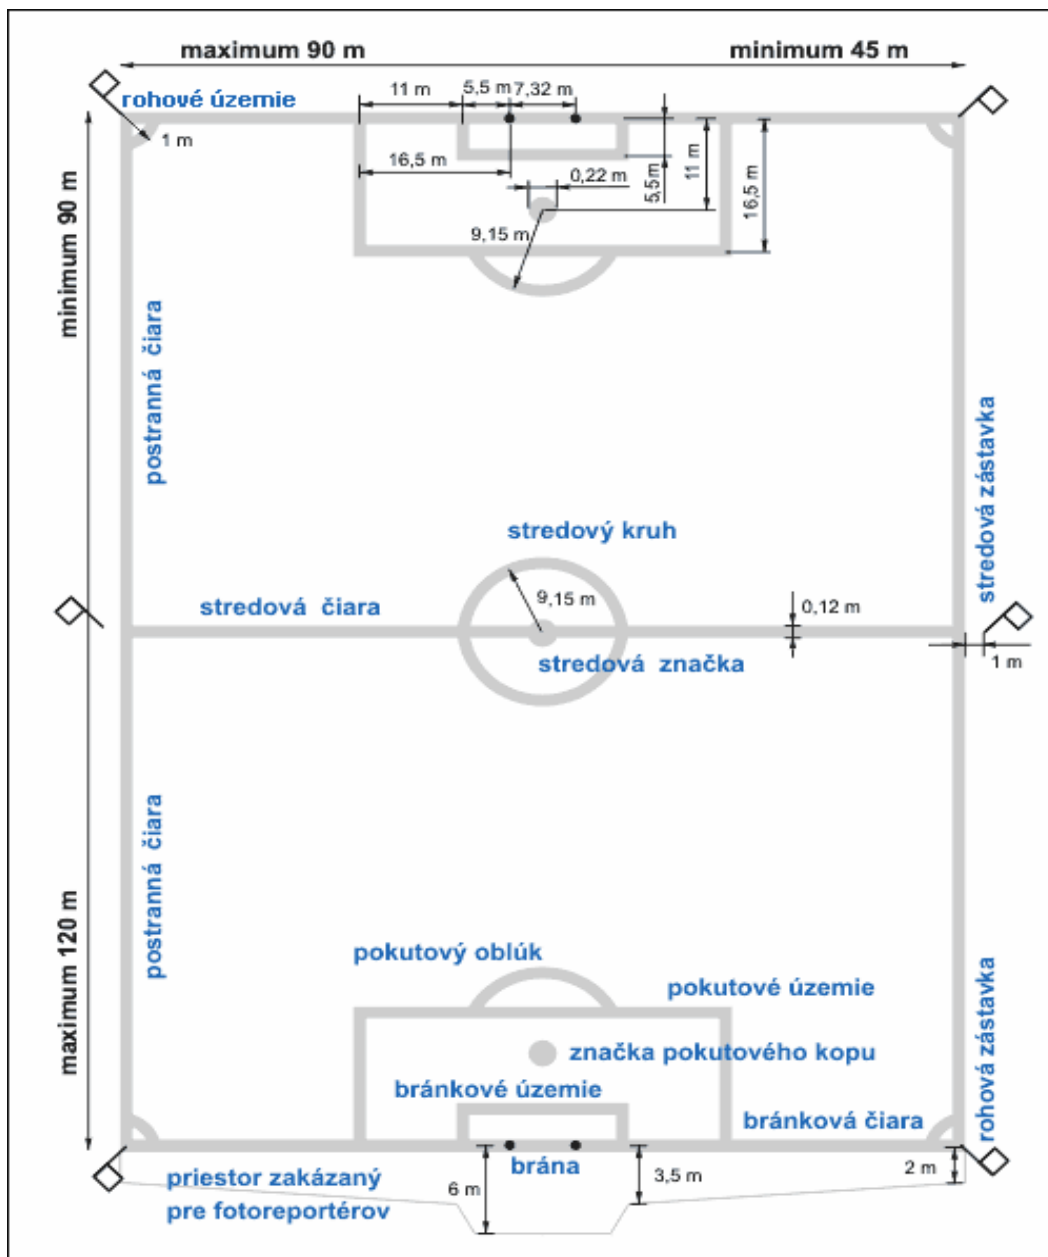 maximum 90 m
minimum 45 m
rohové územie
11 m
5,5 m
7,32 m
1 m
16,5 m
0,22 m
5,5m
11 m
16,5 m
9,15 m
minimum 90 m
postranná čiara
stredová zástavka
stredový kruh
stredová čiara
9,15 m
0,12 m
stredová značka
1 m
postranná čiara
maximum 120 m
pokutový oblúk
pokutové územie
značka pokutového kopu
bránkové územie
bránková čiara
rohová zástavka
brána
priestor zakázaný
pre fotoreportérov
6 m
3,5 m
2 m